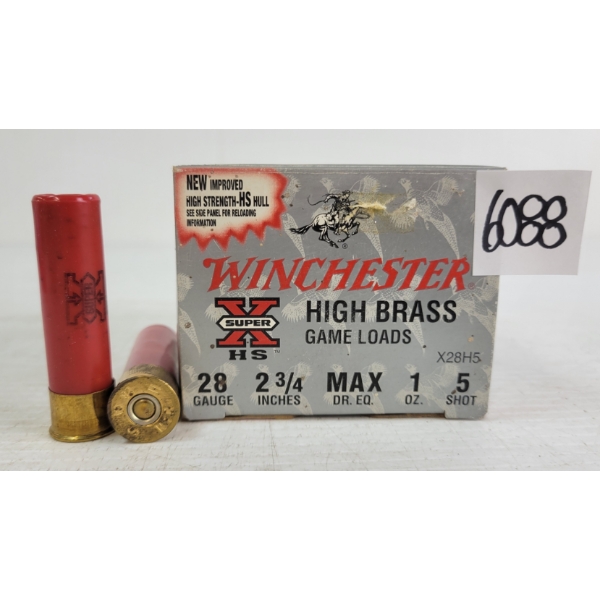 NEW IMPROVED
HIGH STRENGTH-HS HULL
SEE SIDE PANEL FOR RELOADING
INFORMATION
6088
WINCHESTER
X
SUPER
HS
HIGH BRASS
GAME LOADS
X28H5
28 2 3/4 MAX 1 5
GAUGE INCHES DR. EQ. OZ. SHOT
X
SUPER